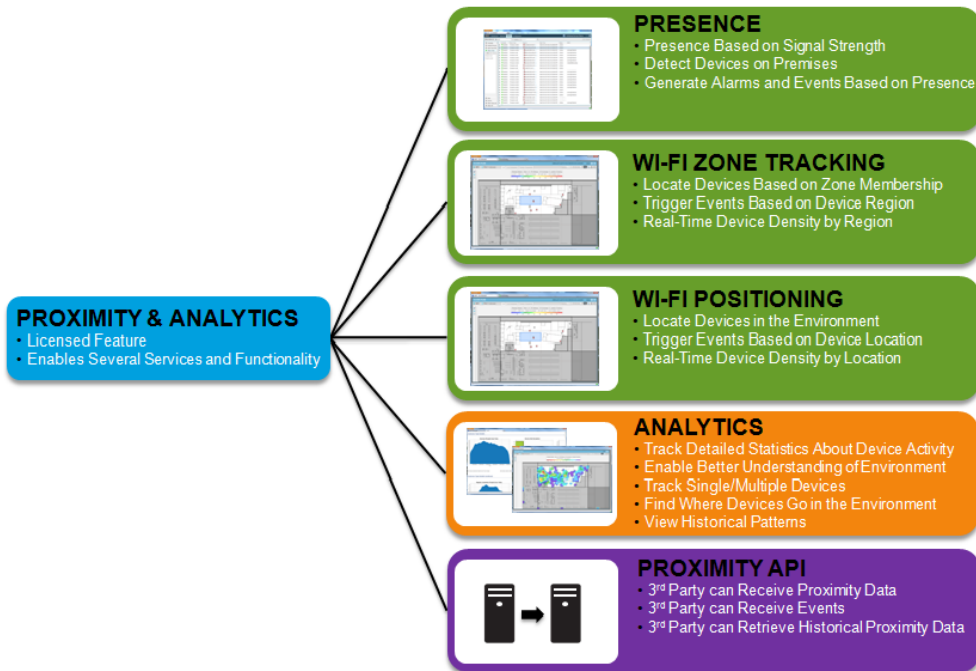 PROXIMITY & ANALYTICS
• Licensed Feature
• Enables Several Services and Functionality
PRESENCE
• Presence Based on Signal Strength
• Detect Devices on Premises
• Generate Alarms and Events Based on Presence
WI-FI ZONE TRACKING
• Locate Devices Based on Zone Membership
• Trigger Events Based on Device Region
• Real-Time Device Density by Region
WI-FI POSITIONING
• Locate Devices in the Environment
• Trigger Events Based on Device Location
• Real-Time Device Density by Location
ANALYTICS
• Track Detailed Statistics About Device Activity
• Enable Better Understanding of Environment
• Track Single/Multiple Devices
• Find Where Devices Go in the Environment
• View Historical Patterns
PROXIMITY API
• 3rd Party can Receive Proximity Data
• 3rd Party can Receive Events
• 3rd Party can Retrieve Historical Proximity Data